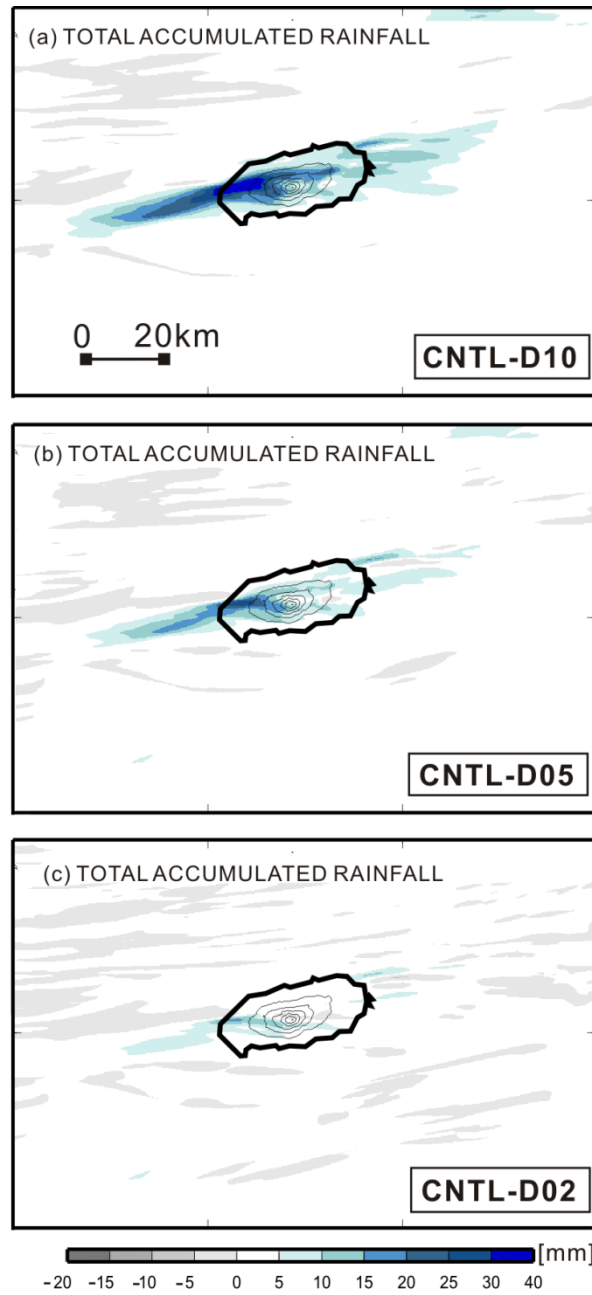 (a) TOTAL ACCUMULATED RAINFALL
0 20km
CNTL-D10
(b) TOTAL ACCUMULATED RAINFALL
CNTL-D05
(c) TOTAL ACCUMULATED RAINFALL
CNTL-D02
[mm]
-20 -15 -10 -5 0 5 10 15 20 25 30 40